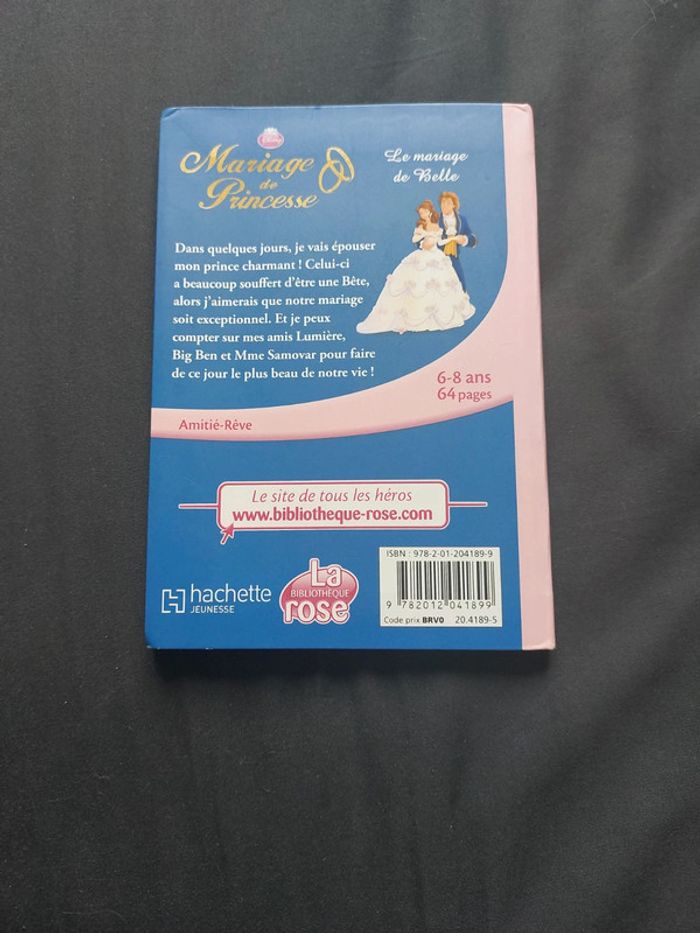 Disney
Mariage
de
Princesse
Le mariage
de Belle
Dans quelques jours, je vais épouser
mon prince charmant ! Celui-ci
a beaucoup souffert d'être une Bête,
alors j'aimerais que notre mariage
soit exceptionnel. Et je peux
compter sur mes amis Lumière,
Big Ben et Mme Samovar pour faire
de ce jour le plus beau de notre vie !
6-8 ans
64 pages
Amitié-Rêve
Le site de tous les héros
www.bibliotheque-rose.com
hachette
JEUNESSE
La
BIBLIOTHÈQUE
rose
ISBN : 978-2-01-204189-9
9 782012 041899
Code prix BRV0 20.4189-5